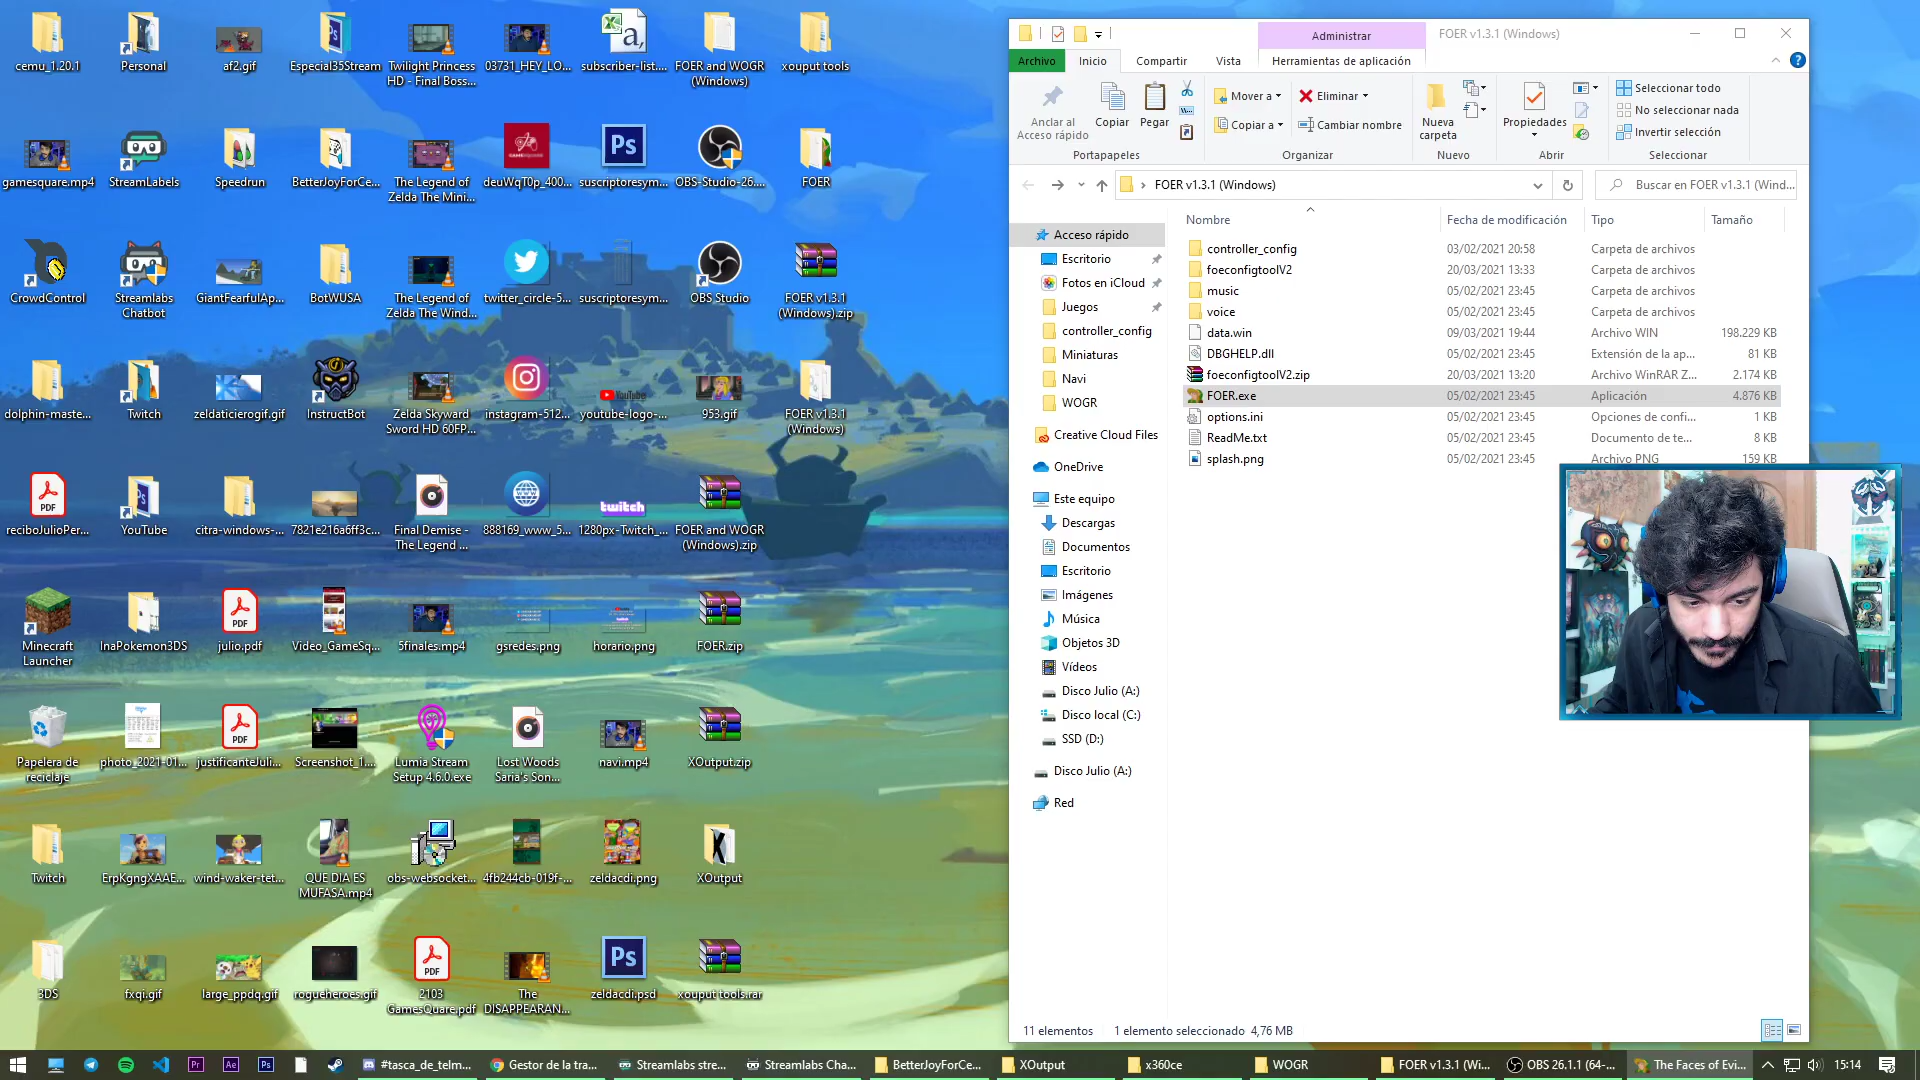 cemu_1.20.1
Personal
af2.gif
Especial35Stream
Twilight Princess
HD - Final Boss...
03731_HEY_LO...
subscriber-list....
FOER and WOGR
(Windows)
xouput tools
gamesquare.mp4
StreamLabels
Speedrun
BetterJoyForCe...
The Legend of
Zelda The Mini...
deuWqT0p_400...
suscriptoresym...
OBS-Studio-26....
FOER
CrowdControl
Streamlabs
Chatbot
GiantFearfulAp...
BotWUSA
The Legend of
Zelda The Wind...
twitter_circle-5...
suscriptoresym...
OBS Studio
FOER v1.3.1
(Windows).zip
dolphin-maste...
Twitch
zeldaticierogif.gif
InstructBot
Zelda Skyward
Sword HD 60FP...
instagram-512...
youtube-logo-...
953.gif
FOER v1.3.1
(Windows)
reciboJulioPer...
YouTube
citra-windows-...
7821e216a6ff3c...
Final Demise -
The Legend ...
888169_www_5...
1280px-Twitch_...
FOER and WOGR
(Windows).zip
Minecraft
Launcher
InaPokemon3DS
julio.pdf
Video_GameSq...
5finales.mp4
gsredes.png
horario.png
FOER.zip
Papelera de
reciclaje
photo_2021-01...
justificanteJuli...
Screenshot_1....
Lumia Stream
Setup 4.6.0.exe
Lost Woods
Saria's Son...
navi.mp4
XOutput.zip
Twitch
ErpKgngXAAE...
wind-waker-tet...
QUE DIA ES
MUFASA.mp4
obs-websocket...
4fb244cb-019f-...
zeldacdi.png
XOutput
3DS
fxqi.gif
large_ppdq.gif
rogueheroes.gif
2103
GamesQuare.pdf
The
DISAPPEARAN...
zeldacdi.psd
xouput tools.rar
Administrar
FOER v1.3.1 (Windows)
Archivo
Inicio
Compartir
Vista
Herramientas de aplicación
Anclar al
Acceso rápido
Copiar
Pegar
Mover a
Copiar a
Eliminar
Cambiar nombre
Nueva
carpeta
Propiedades
Seleccionar todo
No seleccionar nada
Invertir selección
Portapapeles
Organizar
Nuevo
Abrir
Seleccionar
FOER v1.3.1 (Windows)
Buscar en FOER v1.3.1 (Wind...
Acceso rápido
Escritorio
Fotos en iCloud
Juegos
controller_config
Miniaturas
Navi
WOGR
Creative Cloud Files
OneDrive
Este equipo
Descargas
Documentos
Escritorio
Imágenes
Música
Objetos 3D
Vídeos
Disco Julio (A:)
Disco local (C:)
SSD (D:)
Disco Julio (A:)
Red
Nombre
Fecha de modificación
Tipo
Tamaño
controller_config 03/02/2021 20:58 Carpeta de archivos
foeconfigtoolV2 20/03/2021 13:33 Carpeta de archivos
music 05/02/2021 23:45 Carpeta de archivos
voice 05/02/2021 23:45 Carpeta de archivos
data.win 09/03/2021 19:44 Archivo WIN 198.229 KB
DBGHELP.dll 05/02/2021 23:45 Extensión de la ap... 81 KB
foeconfigtoolV2.zip 20/03/2021 13:20 Archivo WinRAR Z... 2.174 KB
FOER.exe 05/02/2021 23:45 Aplicación 4.876 KB
options.ini 05/02/2021 23:45 Opciones de confi... 1 KB
ReadMe.txt 05/02/2021 23:45 Documento de te... 8 KB
splash.png 05/02/2021 23:45 Archivo PNG 159 KB
11 elementos
1 elemento seleccionado 4,76 MB
#tasca_de_telm...
Gestor de la tra...
Streamlabs stre...
Streamlabs Cha...
BetterJoyForCe...
XOutput
x360ce
WOGR
FOER v1.3.1 (Wi...
OBS 26.1.1 (64-...
The Faces of Evi...
15:14